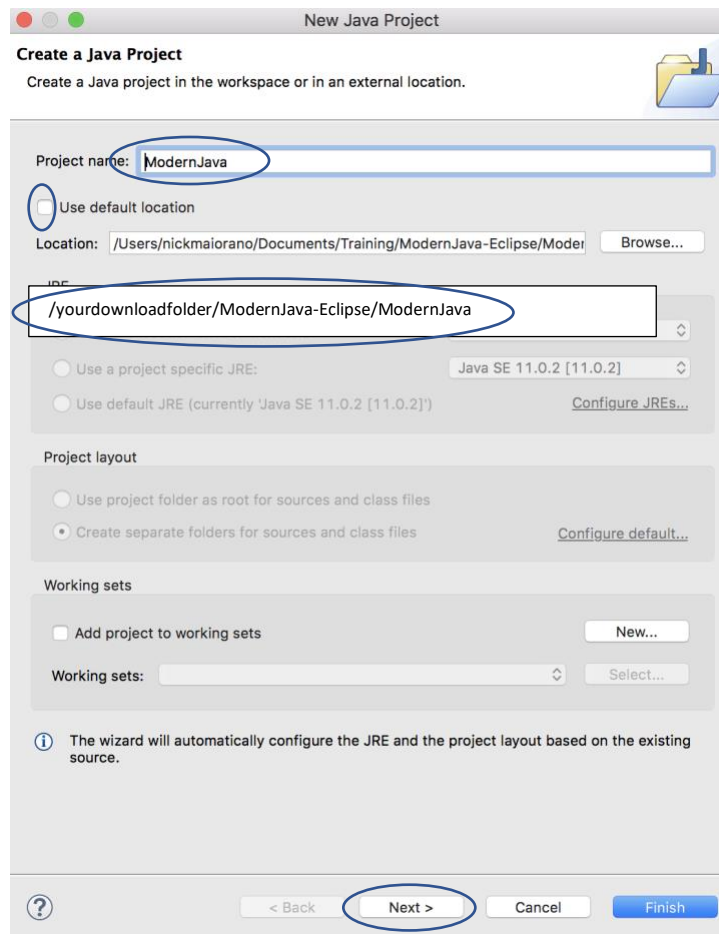 New Java Project
Create a Java Project
Create a Java project in the workspace or in an external location.
Project name: ModernJava
Use default location
Location: /Users/nickmaiorano/Documents/Training/ModernJava-Eclipse/Moder Browse...
JRE
/yourdownloadfolder/ModernJava-Eclipse/ModernJava
Use a project specific JRE: Java SE 11.0.2 [11.0.2]
Use default JRE (currently 'Java SE 11.0.2 [11.0.2]') Configure JREs...
Project layout
Use project folder as root for sources and class files
Create separate folders for sources and class files Configure default...
Working sets
Add project to working sets New...
Working sets: Select...
The wizard will automatically configure the JRE and the project layout based on the existing
source.
? < Back Next > Cancel Finish